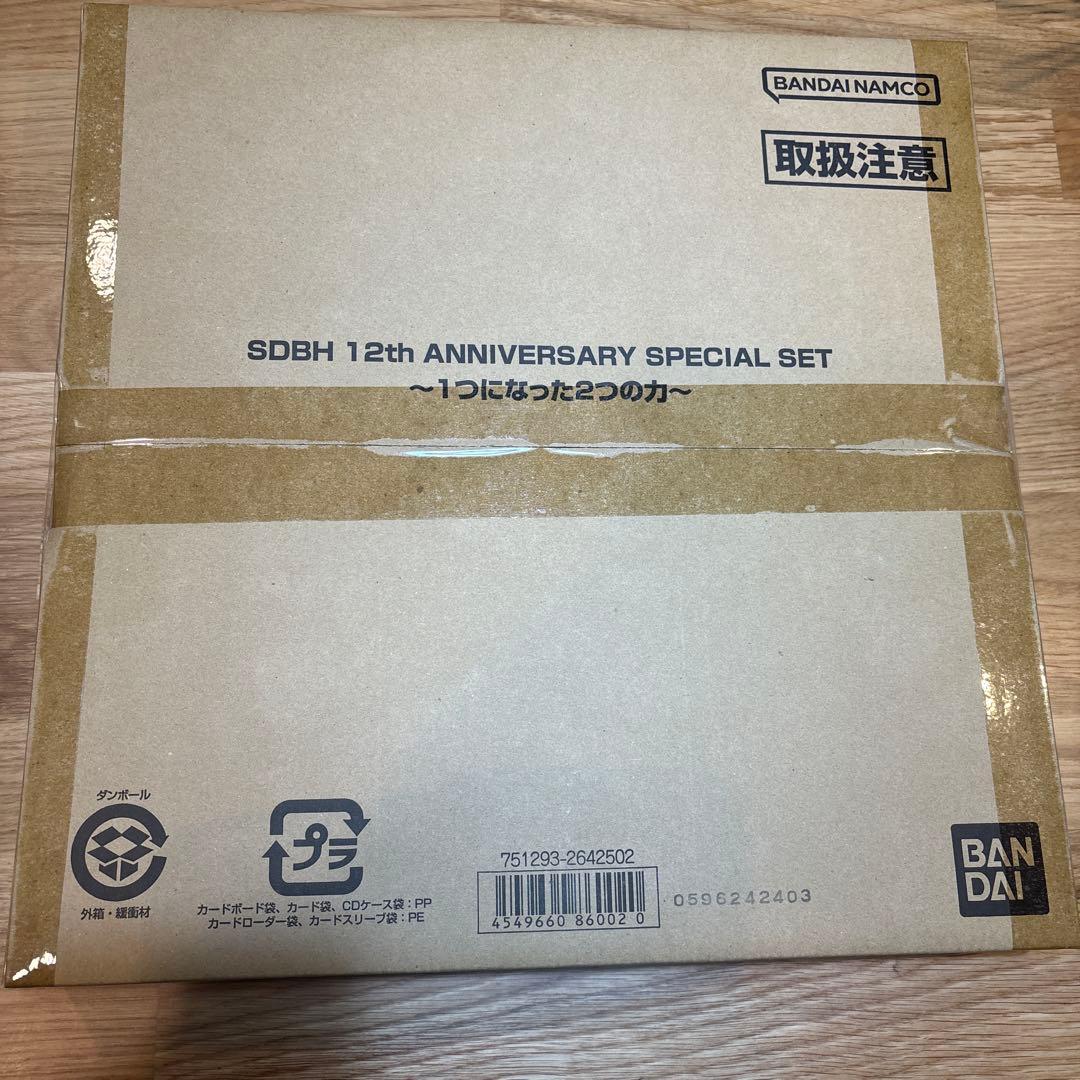 BANDAI NAMCO
取扱注意
SDBH 12th ANNIVERSARY SPECIAL SET
～1つになった2つの力～
ダンボール
外箱・緩衝材
プラ
カードボード袋、カード袋、CDケース袋：PP
カードローダー袋、カードスリーブ袋：PE
751293-2642502
4549660 860020
0596242403
BAN
DAI